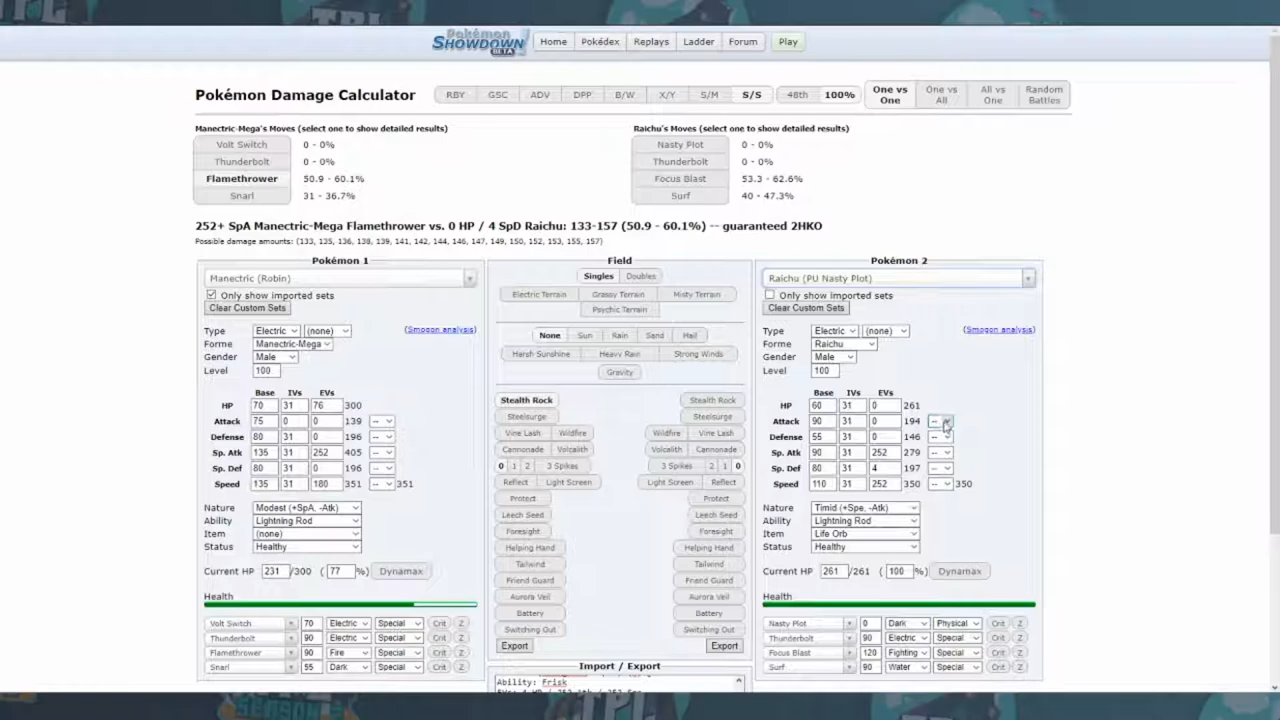 Pokémon
SHOWDOWN
BETA
Home Pokédex Replays Ladder Forum Play
Pokémon Damage Calculator
RBY GSC ADV DPP B/W X/Y S/M S/S 48th 100%
One vs One One vs All All vs One Random Battles
Manectric-Mega's Moves (select one to show detailed results)
Volt Switch 0 - 0%
Thunderbolt 0 - 0%
Flamethrower 50.9 - 60.1%
Snarl 31 - 36.7%
Raichu's Moves (select one to show detailed results)
Nasty Plot 0 - 0%
Thunderbolt 0 - 0%
Focus Blast 53.3 - 62.6%
Surf 40 - 47.3%
252+ SpA Manectric-Mega Flamethrower vs. 0 HP / 4 SpD Raichu: 133-157 (50.9 - 60.1%) -- guaranteed 2HKO
Possible damage amounts: (133, 135, 136, 138, 139, 141, 142, 144, 146, 147, 149, 150, 152, 153, 155, 157)
Pokémon 1
Manectric (Robin)
Only show imported sets
Clear Custom Sets
Type Electric (none) (Smogon analysis)
Forme Manectric-Mega
Gender Male
Level 100
Base IVs EVs
HP 70 31 76 300
Attack 75 0 0 139 --
Defense 80 31 0 196 --
Sp. Atk 135 31 252 405 --
Sp. Def 80 31 0 196 --
Speed 135 31 180 351 -- 351
Nature Modest (+SpA, -Atk)
Ability Lightning Rod
Item (none)
Status Healthy
Current HP 231 /300 ( 77 %) Dynamax
Health
Volt Switch 70 Electric Special Crit Z
Thunderbolt 90 Electric Special Crit Z
Flamethrower 90 Fire Special Crit Z
Snarl 55 Dark Special Crit Z
Field
Singles Doubles
Electric Terrain Grassy Terrain Misty Terrain
Psychic Terrain
None Sun Rain Sand Hail
Harsh Sunshine Heavy Rain Strong Winds
Gravity
Stealth Rock Stealth Rock
Steelsurge Steelsurge
Vine Lash Wildfire Wildfire Vine Lash
Cannonade Volcalith Volcalith Cannonade
0 1 2 3 Spikes 3 Spikes 2 1 0
Reflect Light Screen Light Screen Reflect
Protect Protect
Leech Seed Leech Seed
Foresight Foresight
Helping Hand Helping Hand
Tailwind Tailwind
Friend Guard Friend Guard
Aurora Veil Aurora Veil
Battery Battery
Switching Out Switching Out
Export Export
Import / Export
Ability: Frisk
Pokémon 2
Raichu (PU Nasty Plot)
Only show imported sets
Clear Custom Sets
Type Electric (none) (Smogon analysis)
Forme Raichu
Gender Male
Level 100
Base IVs EVs
HP 60 31 0 261
Attack 90 31 0 194 --
Defense 55 31 0 146 --
Sp. Atk 90 31 252 279 --
Sp. Def 80 31 4 197 --
Speed 110 31 252 350 -- 350
Nature Timid (+Spe, -Atk)
Ability Lightning Rod
Item Life Orb
Status Healthy
Current HP 261 /261 ( 100 %) Dynamax
Health
Nasty Plot 0 Dark Physical Crit Z
Thunderbolt 90 Electric Special Crit Z
Focus Blast 120 Fighting Special Crit Z
Surf 90 Water Special Crit Z